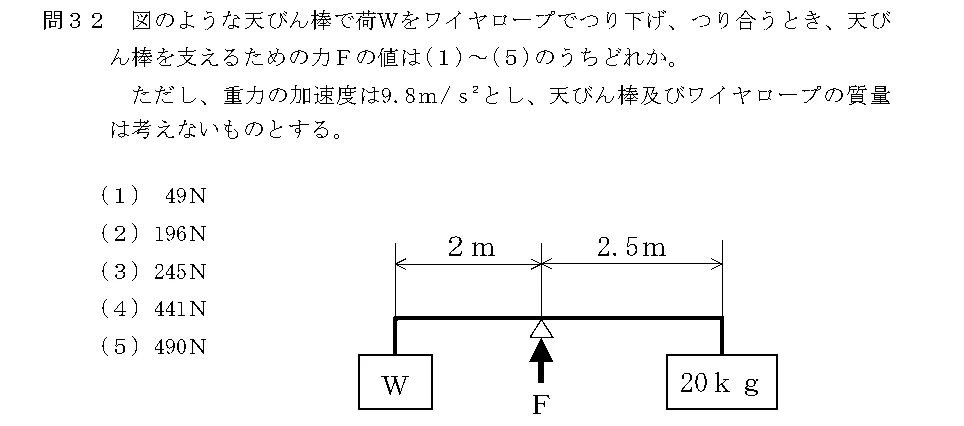 問３２　図のような天びん棒で荷Wをワイヤロープでつり下げ、つり合うとき、天び
ん棒を支えるための力Ｆの値は(１)～(５)のうちどれか。
ただし、重力の加速度は9.8ｍ/ｓ²とし、天びん棒及びワイヤロープの質量
は考えないものとする。
(１) 49Ｎ
(２) 196Ｎ
(３) 245Ｎ
(４) 441Ｎ
(５) 490Ｎ
２ｍ
2.5ｍ
Ｗ
20ｋｇ
Ｆ